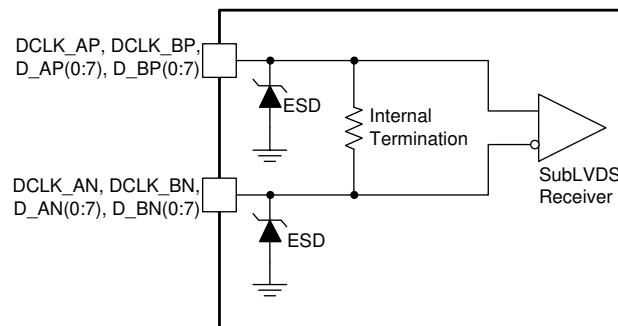 DCLK_AP, DCLK_BP,
D_AP(0:7), D_BP(0:7)
ESD
Internal
Termination
SubLVDS
Receiver
DCLK_AN, DCLK_BN,
D_AN(0:7), D_BN(0:7)
ESD